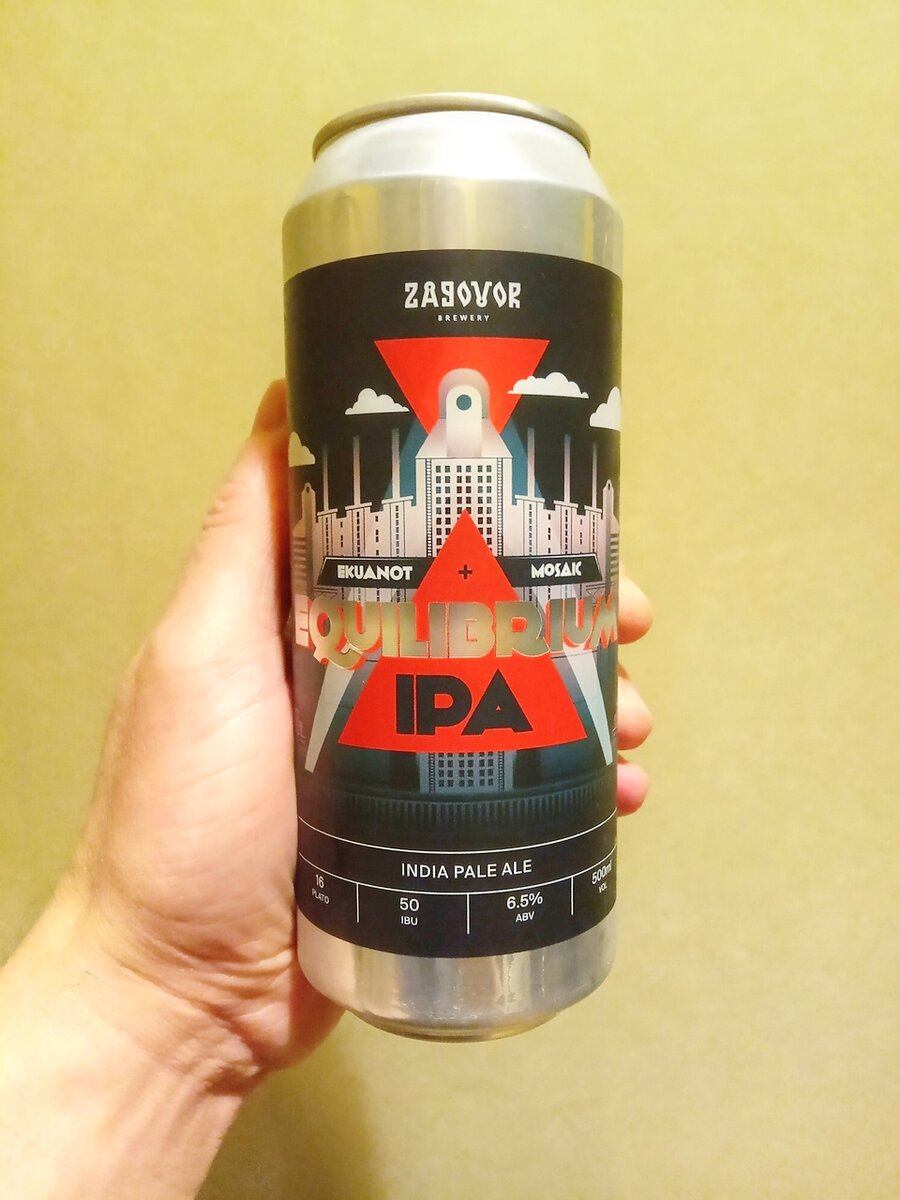 ZAGOVOR
BREWERY
EKUANOT + MOSAIC
EQUILIBRIUM
IPA
INDIA PALE ALE
16 50 6.5% 500ml
PLATO IBU ABV VOL